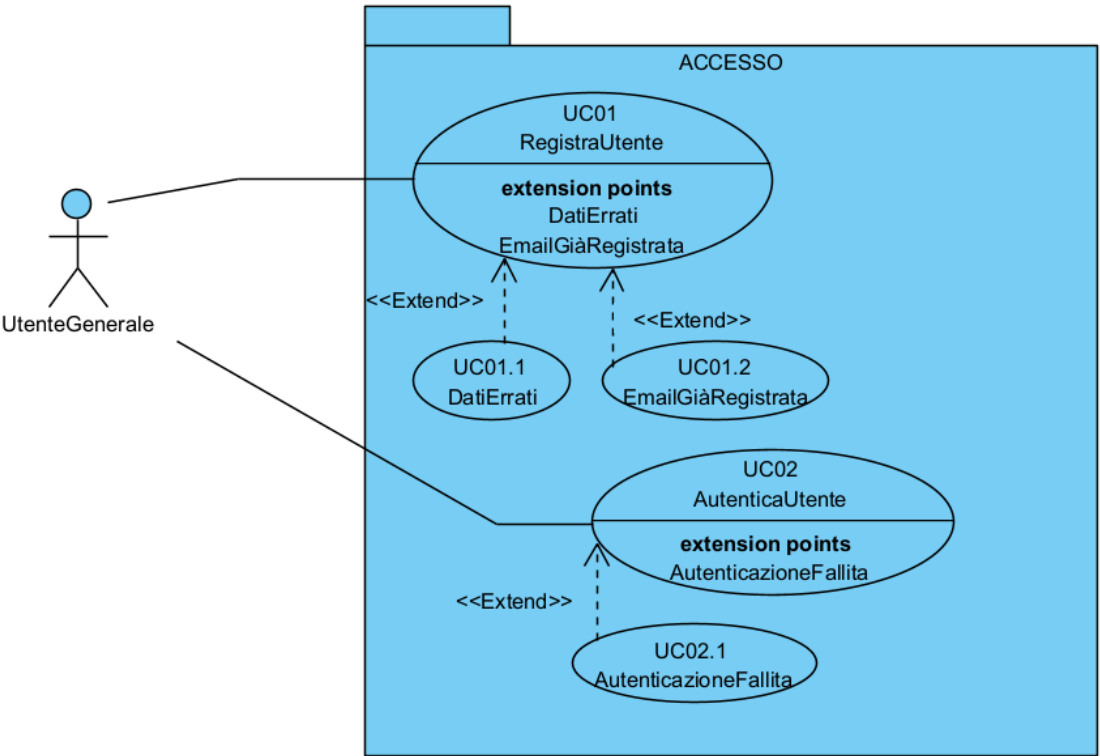 ACCESSO
UC01
RegistraUtente
extension points
DatiErrati
EmailGiàRegistrata
<<Extend>>
<<Extend>>
UtenteGenerale
UC01.1
DatiErrati
UC01.2
EmailGiàRegistrata
UC02
AutenticaUtente
extension points
AutenticazioneFallita
<<Extend>>
UC02.1
AutenticazioneFallita